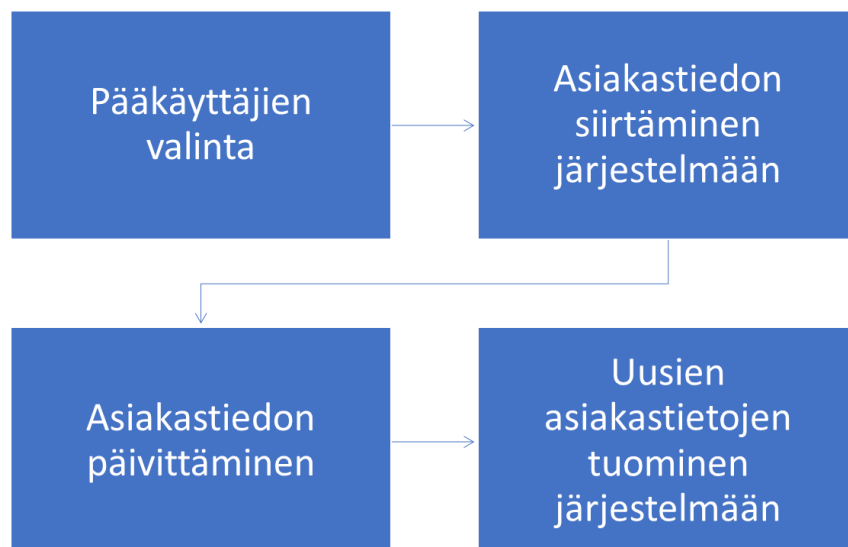 Pääkäyttäjien
valinta
Asiakastiedon
siirtäminen
järjestelmään
Asiakastiedon
päivittäminen
Uusien
asiakastietojen
tuominen
järjestelmään